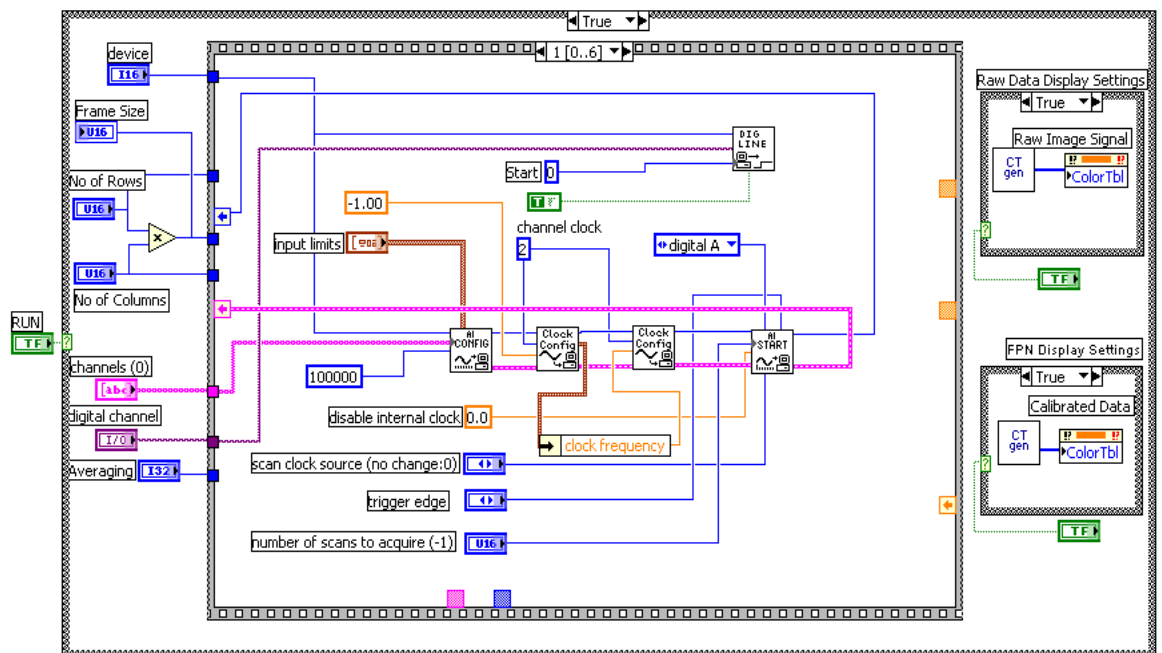 True
1 [0..6]
device
I16
Frame Size
U16
No of Rows
U16
x
U16
No of Columns
RUN
TF
?
channels (0)
[abc]
digital channel
I/O
Averaging
I32
DIG
LINE
Start
0
T
-1.00
channel clock
input limits
2
digital A
AI
CONFIG
Clock
Config
Clock
Config
AI
START
100000
disable internal clock
0.0
clock frequency
scan clock source (no change:0)
trigger edge
number of scans to acquire (-1)
U16
Raw Data Display Settings
True
Raw Image Signal
CT
gen
!?
!?
ColorTbl
?
TF
FPN Display Settings
True
Calibrated Data
CT
gen
!?
!?
ColorTbl
?
TF